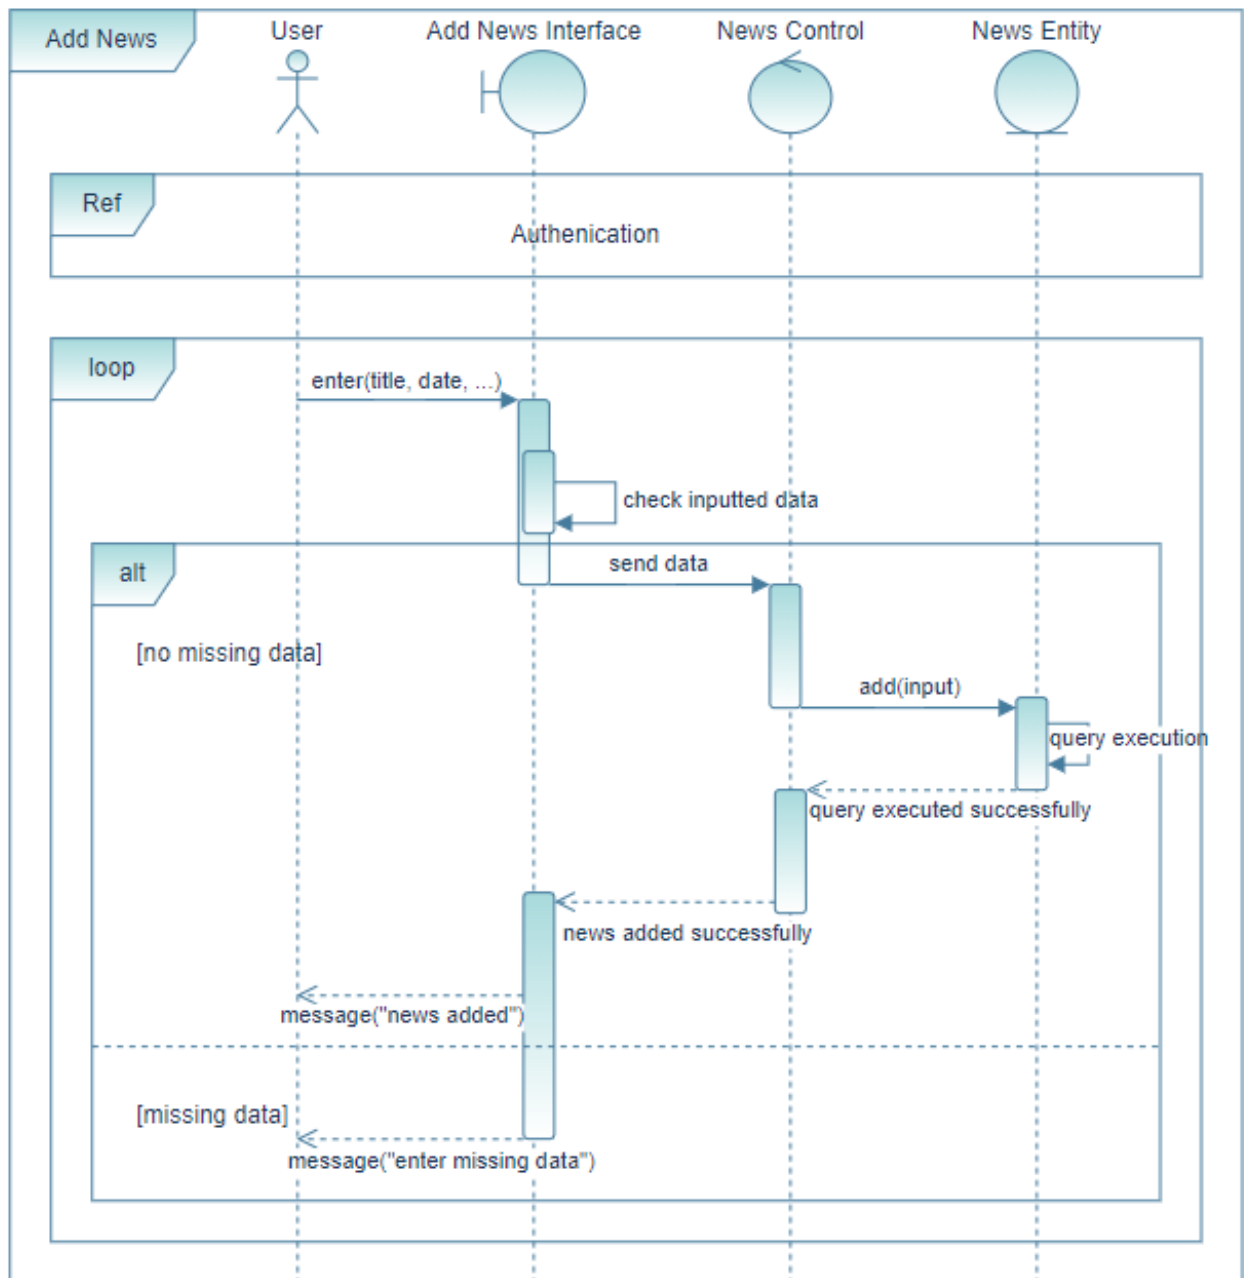 Add News
User
Add News Interface
News Control
News Entity
Ref
Authenication
loop
enter(title, date, ...)
check inputted data
alt
send data
[no missing data]
add(input)
query execution
query executed successfully
news added successfully
message("news added")
[missing data]
message("enter missing data")